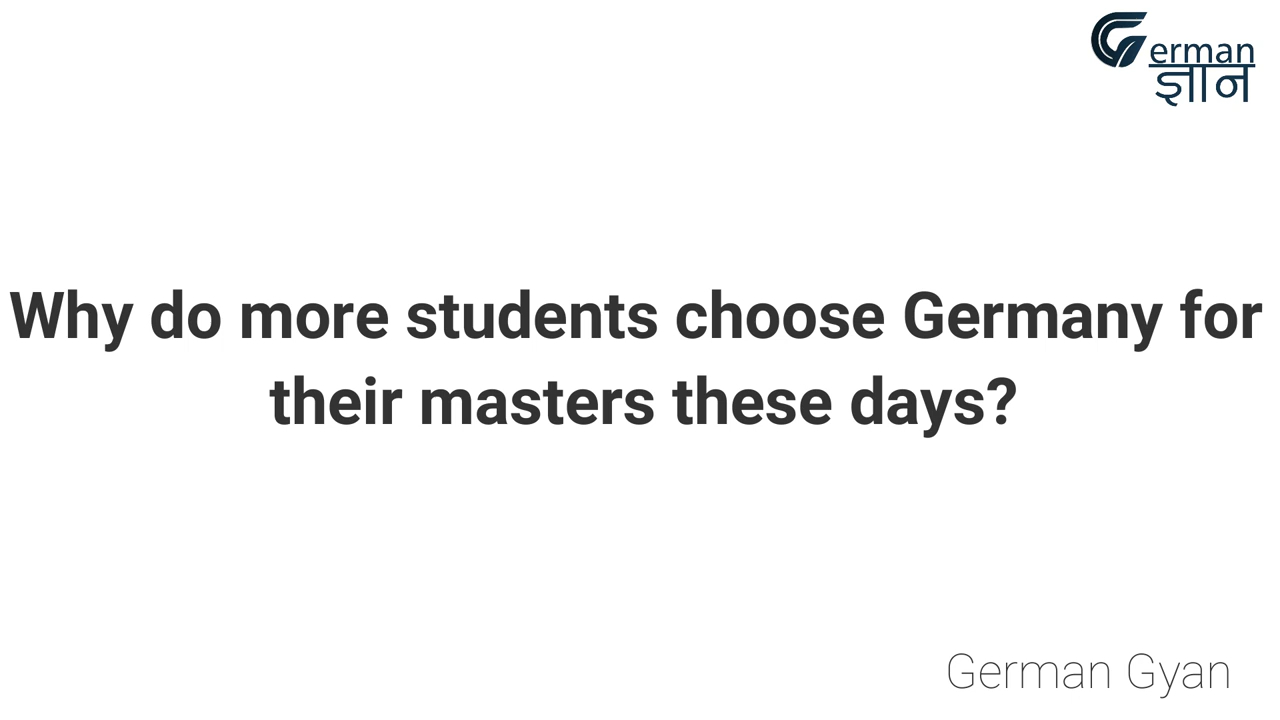 German
ज्ञान
Why do more students choose Germany for
their masters these days?
German Gyan